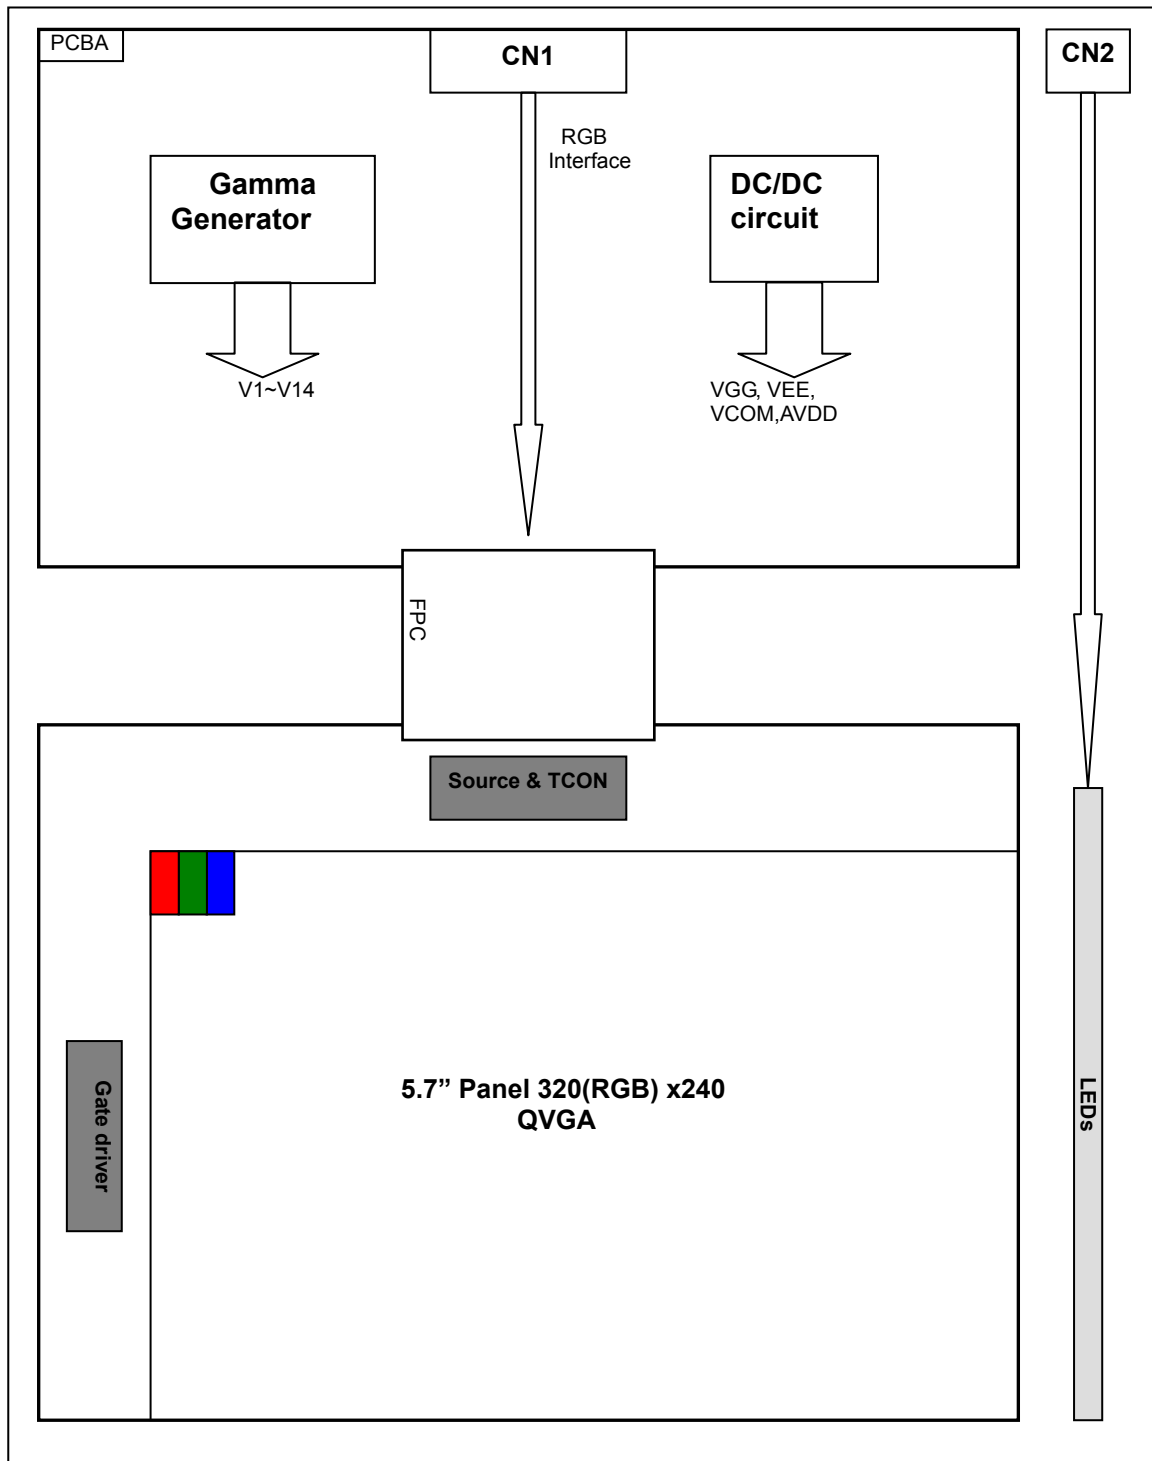 PCBA
CN1
CN2
RGB
Interface
Gamma
Generator
DC/DC
circuit
V1~V14
VGG, VEE,
VCOM,AVDD
FPC
Source & TCON
Gate driver
5.7” Panel 320(RGB) x240
QVGA
LEDs